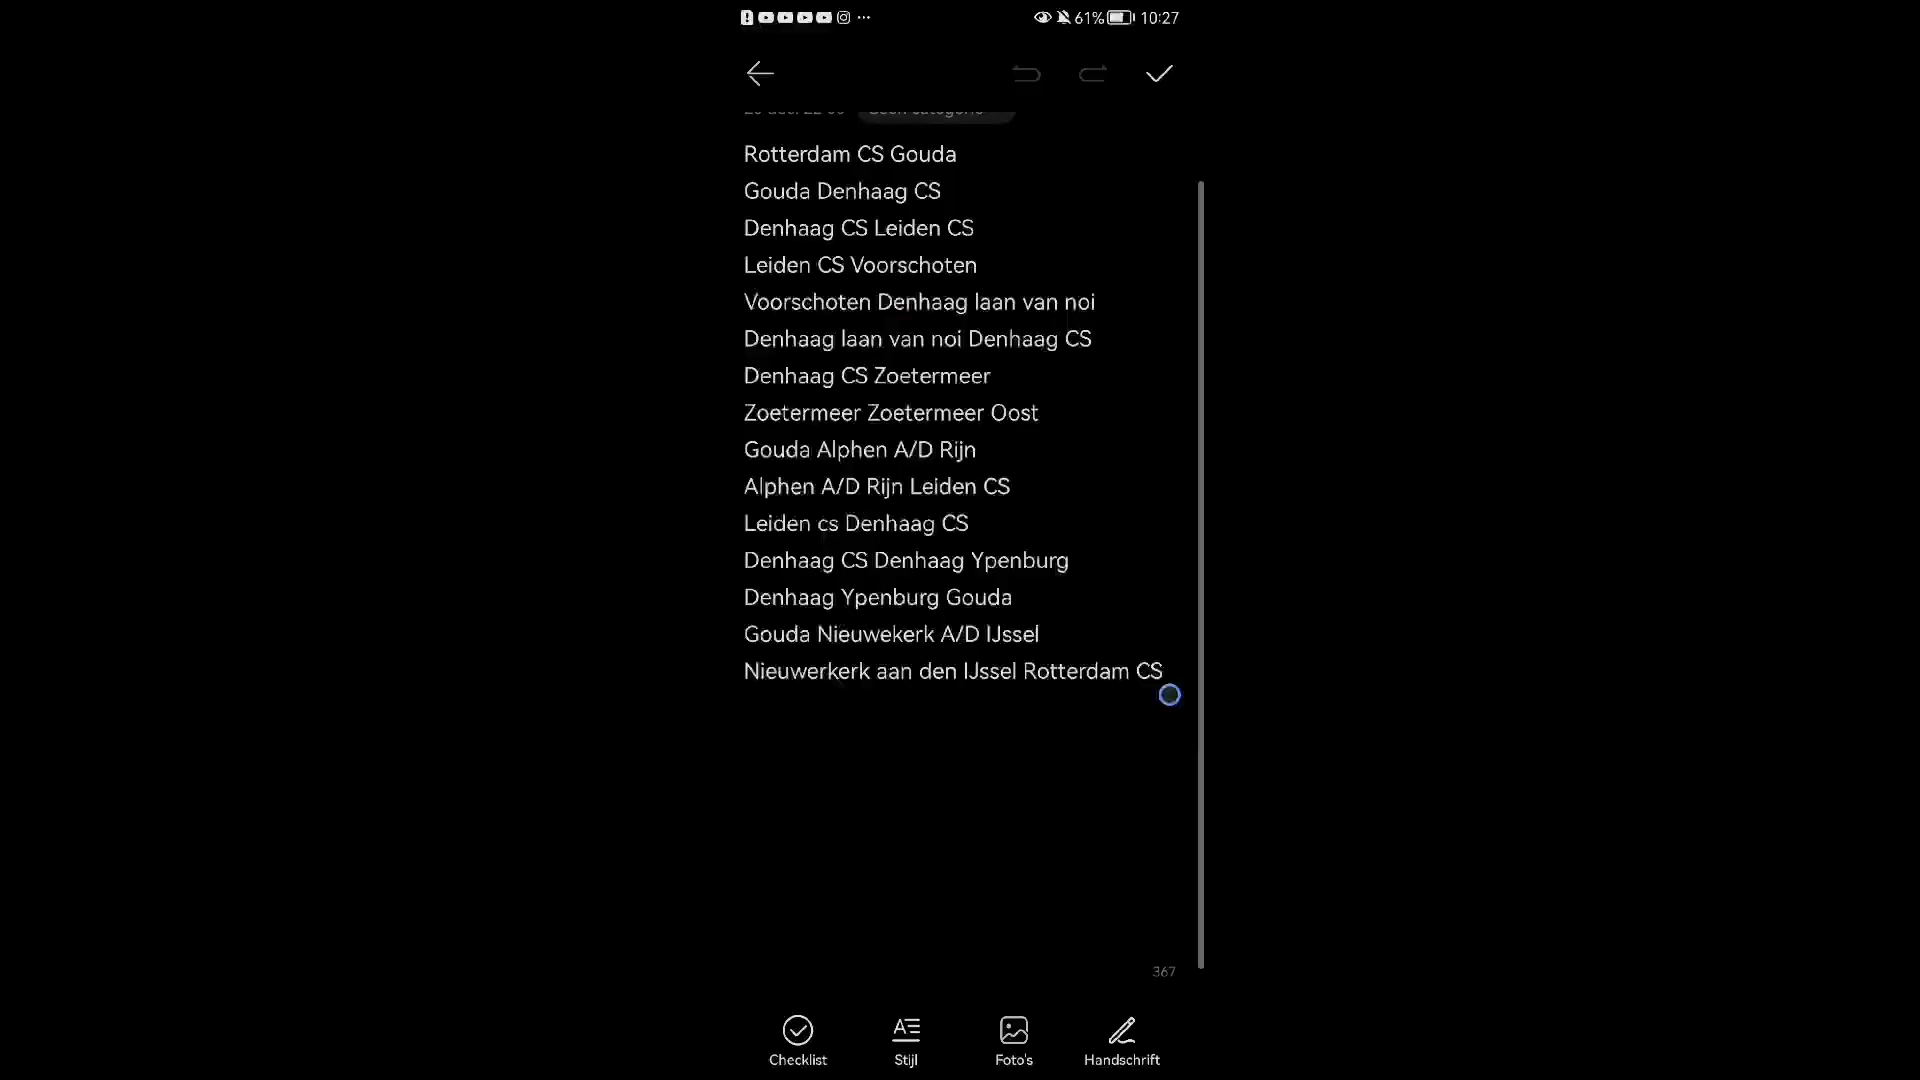 61% 10:27
Rotterdam CS Gouda
Gouda Denhaag CS
Denhaag CS Leiden CS
Leiden CS Voorschoten
Voorschoten Denhaag laan van noi
Denhaag laan van noi Denhaag CS
Denhaag CS Zoetermeer
Zoetermeer Zoetermeer Oost
Gouda Alphen A/D Rijn
Alphen A/D Rijn Leiden CS
Leiden cs Denhaag CS
Denhaag CS Denhaag Ypenburg
Denhaag Ypenburg Gouda
Gouda Nieuwekerk A/D IJssel
Nieuwerkerk aan den IJssel Rotterdam CS
367
Checklist Stijl Foto's Handschrift